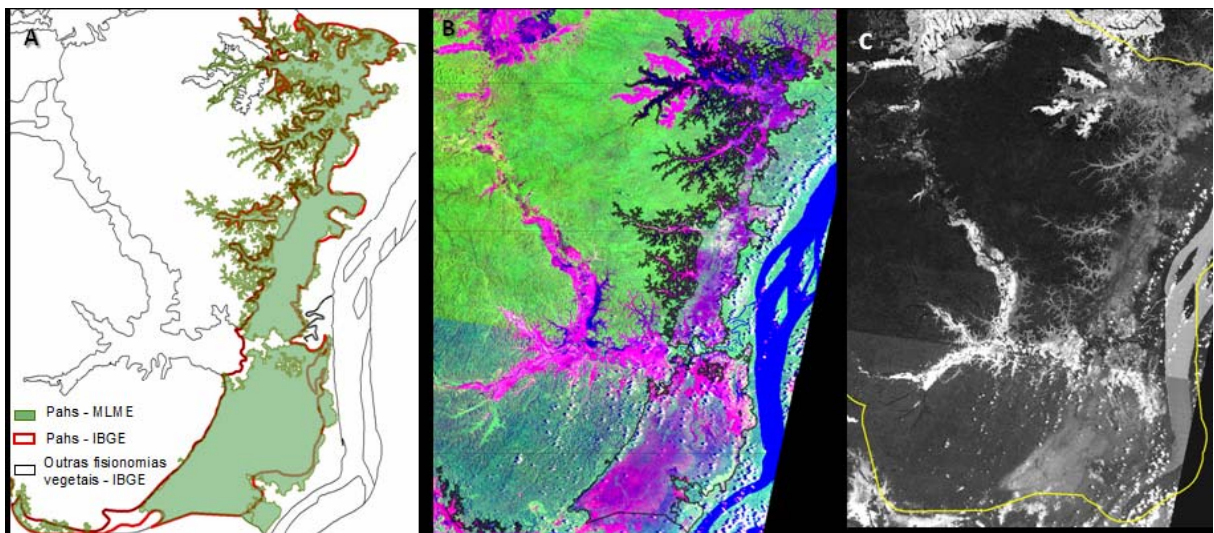 A
B
C
Pahs - MLME
Pahs - IBGE
Outras fisionomias
vegetais - IBGE